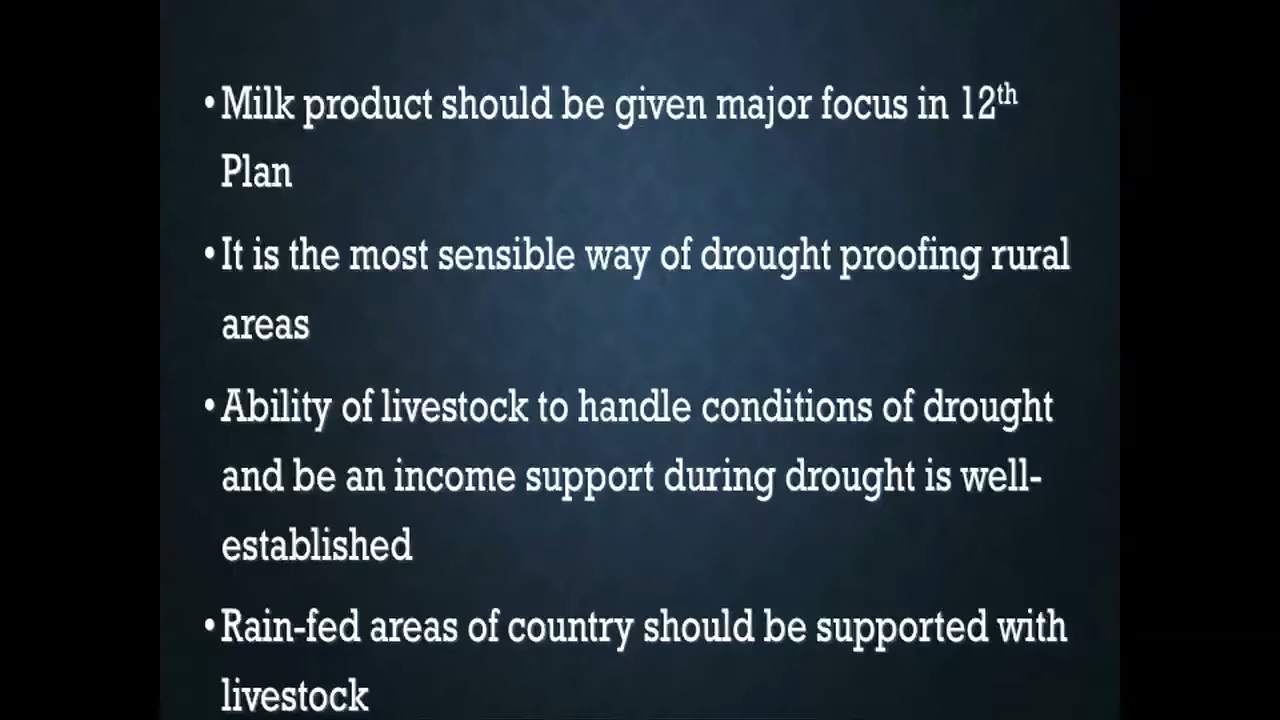 •Milk product should be given major focus in 12th
Plan
•It is the most sensible way of drought proofing rural
areas
•Ability of livestock to handle conditions of drought
and be an income support during drought is well-
established
•Rain-fed areas of country should be supported with
livestock